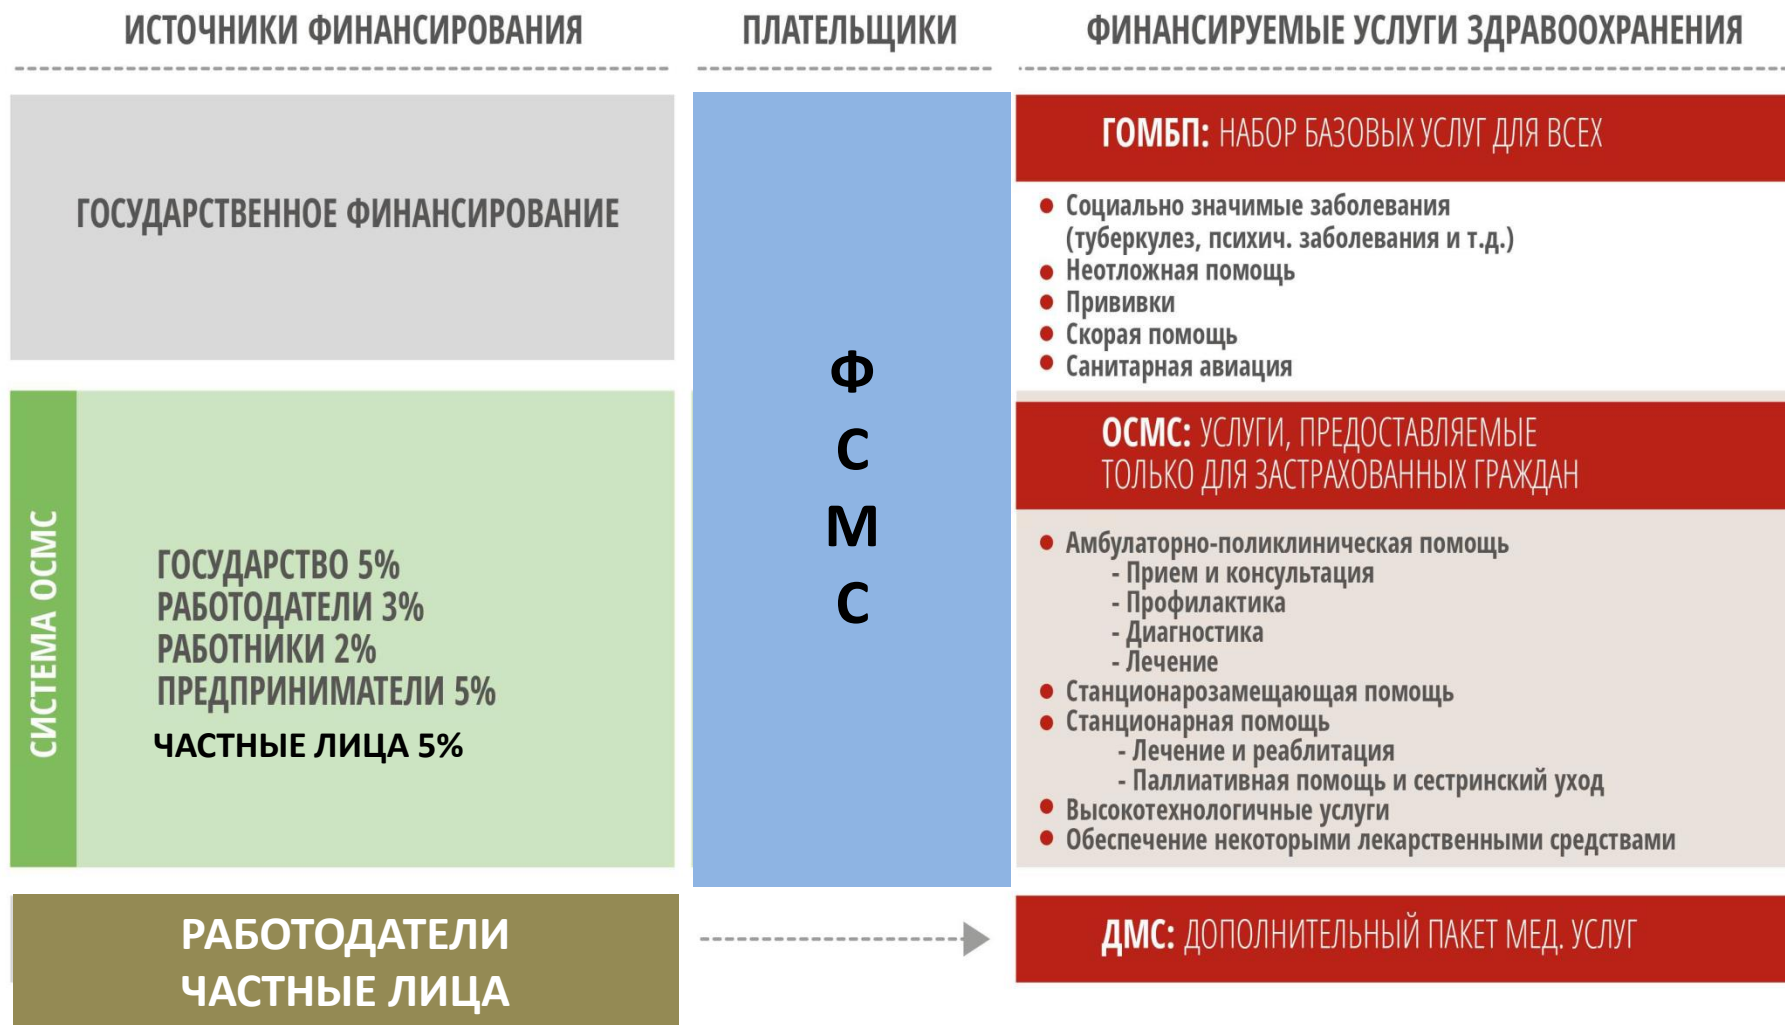 ИСТОЧНИКИ ФИНАНСИРОВАНИЯ
ПЛАТЕЛЬЩИКИ
ФИНАНСИРУЕМЫЕ УСЛУГИ ЗДРАВООХРАНЕНИЯ
ГОСУДАРСТВЕННОЕ ФИНАНСИРОВАНИЕ
СИСТЕМА ОСМС
ГОСУДАРСТВО 5%
РАБОТОДАТЕЛИ 3%
РАБОТНИКИ 2%
ПРЕДПРИНИМАТЕЛИ 5%
ЧАСТНЫЕ ЛИЦА 5%
РАБОТОДАТЕЛИ
ЧАСТНЫЕ ЛИЦА
Ф
С
М
С
ГОМБП: НАБОР БАЗОВЫХ УСЛУГ ДЛЯ ВСЕХ
Социально значимые заболевания
(туберкулез, психич. заболевания и т.д.)
Неотложная помощь
Прививки
Скорая помощь
Санитарная авиация
ОСМС: УСЛУГИ, ПРЕДОСТАВЛЯЕМЫЕ
ТОЛЬКО ДЛЯ ЗАСТРАХОВАННЫХ ГРАЖДАН
Амбулаторно-поликлиническая помощь
- Прием и консультация
- Профилактика
- Диагностика
- Лечение
Станционарозамещающая помощь
Станционарная помощь
- Лечение и реаблитация
- Паллиативная помощь и сестринский уход
Высокотехнологичные услуги
Обеспечение некоторыми лекарственными средствами
ДМС: ДОПОЛНИТЕЛЬНЫЙ ПАКЕТ МЕД. УСЛУГ